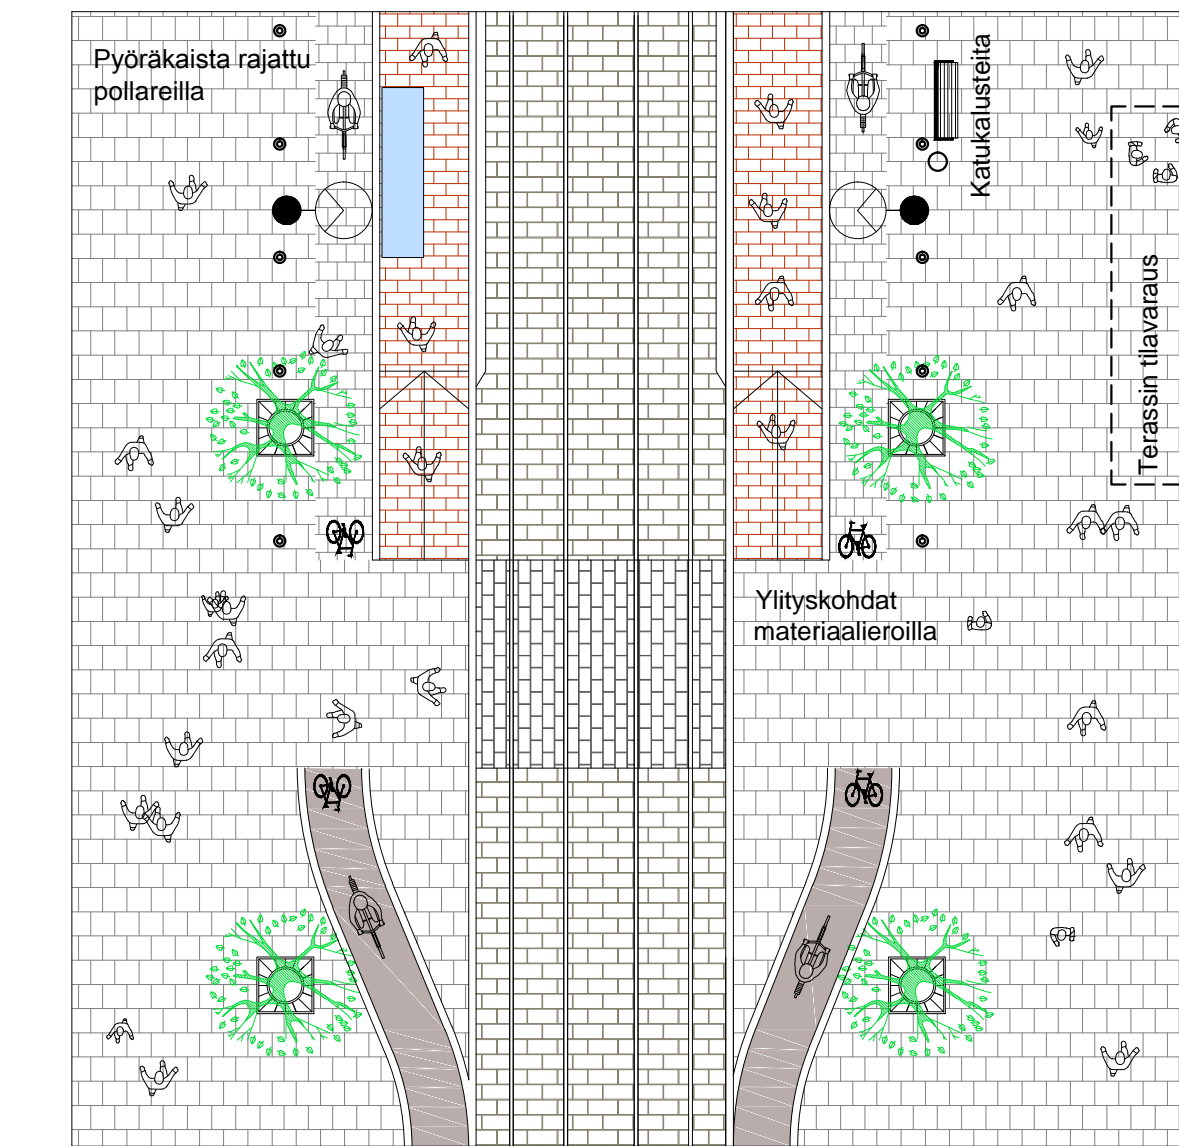 Pyöräkaista rajattu
pollareilla
Katukalusteita
Terassin tilavaraus
Ylityskohdat
materiaalieroilla